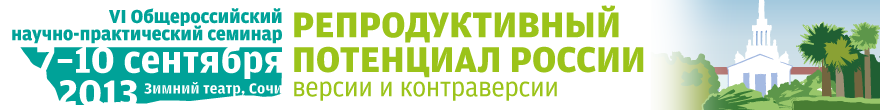 VI Общероссийский
научно-практический семинар
7–10 сентября
2013 Зимний театр, Сочи
РЕПРОДУКТИВНЫЙ
ПОТЕНЦИАЛ РОССИИ
версии и контраверсии